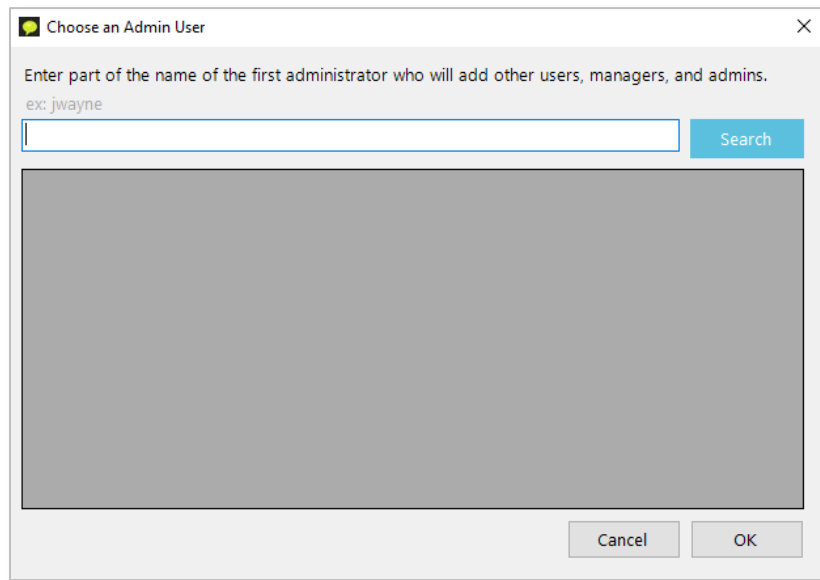 Choose an Admin User
Enter part of the name of the first administrator who will add other users, managers, and admins.
ex: jwayne
Search
Cancel
OK